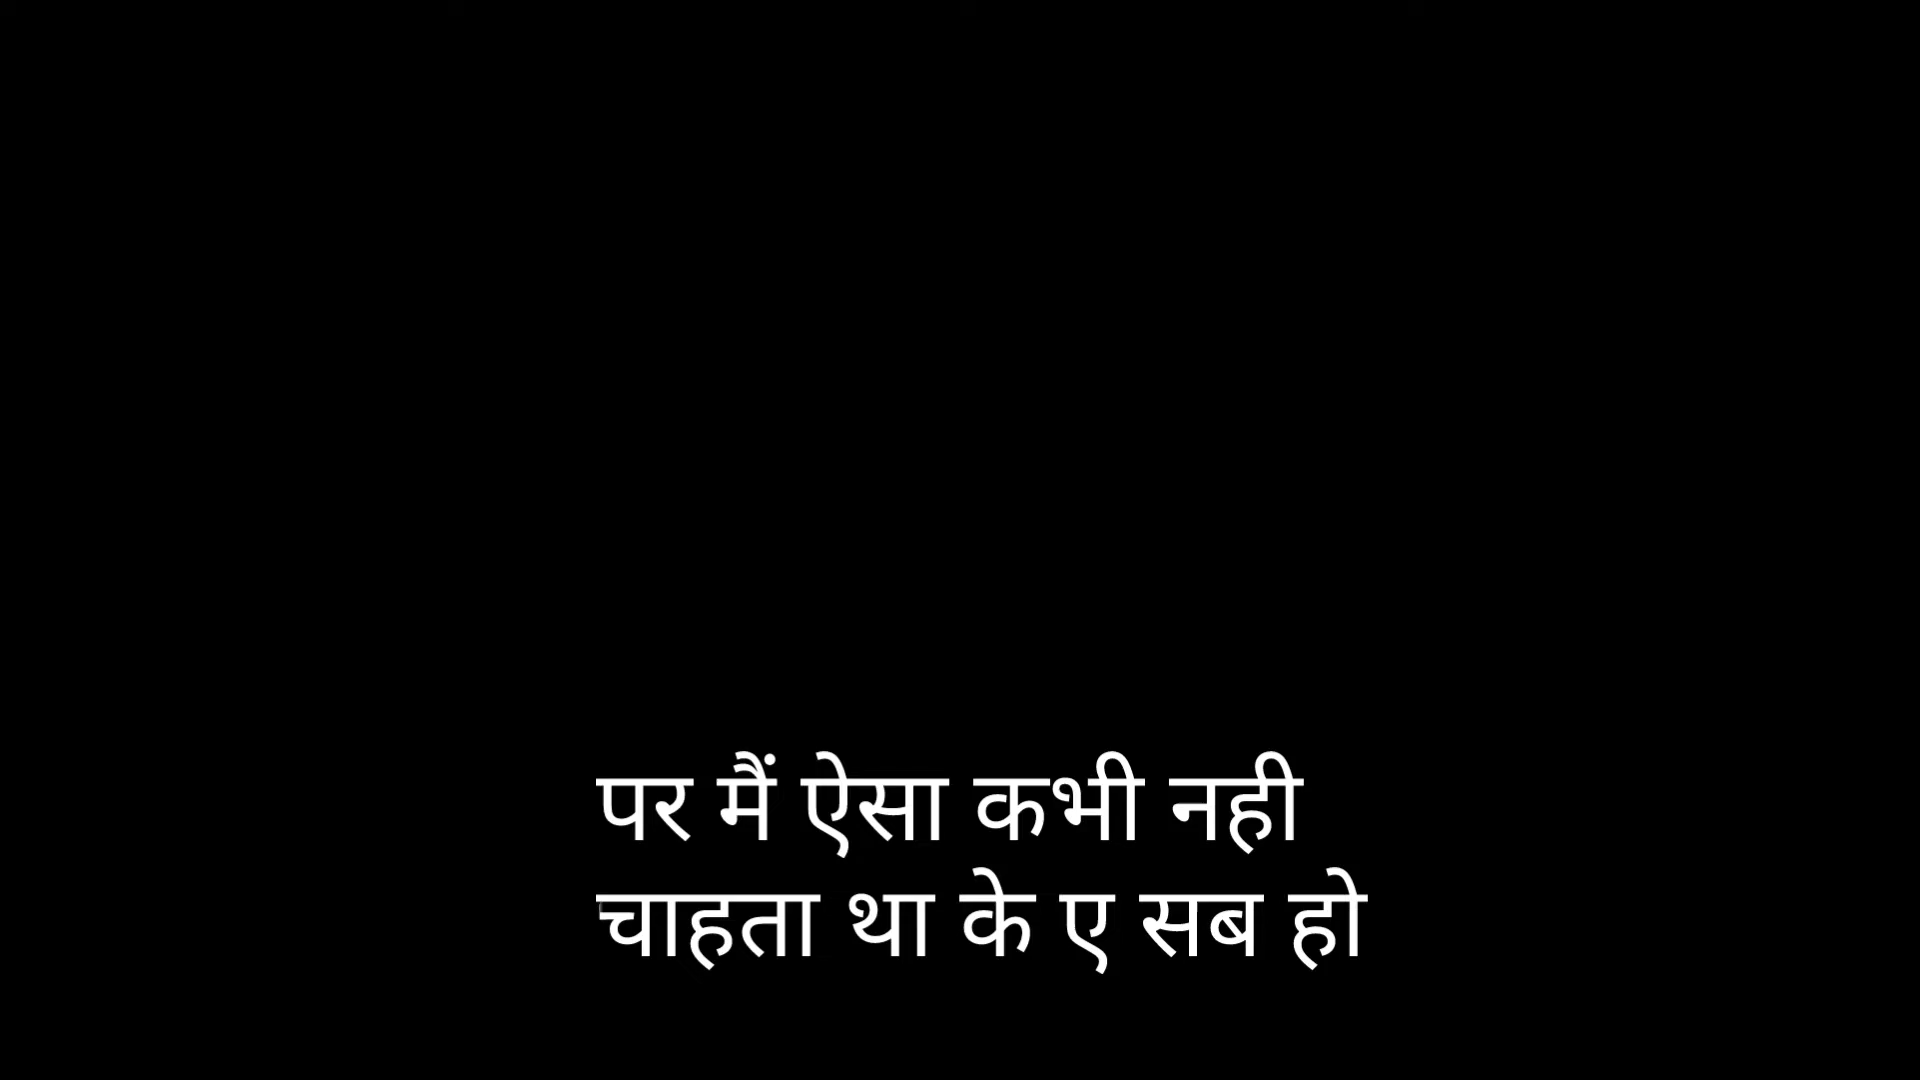 पर मैं ऐसा कभी नही
चाहता था के ए सब हो